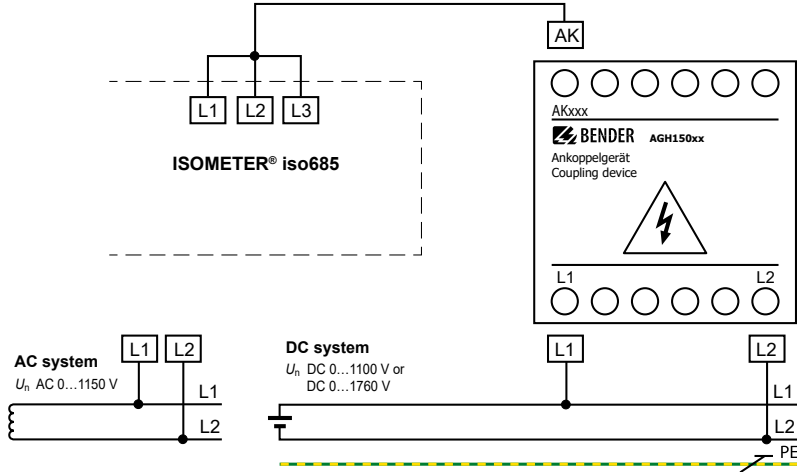 AK
L1 L2 L3
ISOMETER® iso685
AKxxx
BENDER AGH150xx
Ankoppelgerät
Coupling device
L1 L2
AC system
Un AC 0…1150 V
L1 L2
L1
L2
DC system
Un DC 0…1100 V or
DC 0…1760 V
L1 L2
L1
L2
PE